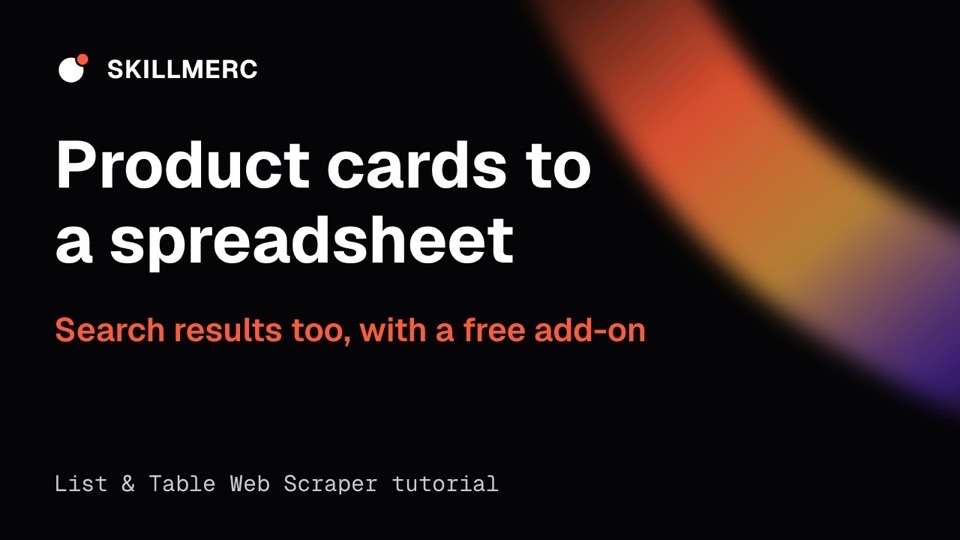 SKILLMERC
Product cards to
a spreadsheet
Search results too, with a free add-on
List & Table Web Scraper tutorial